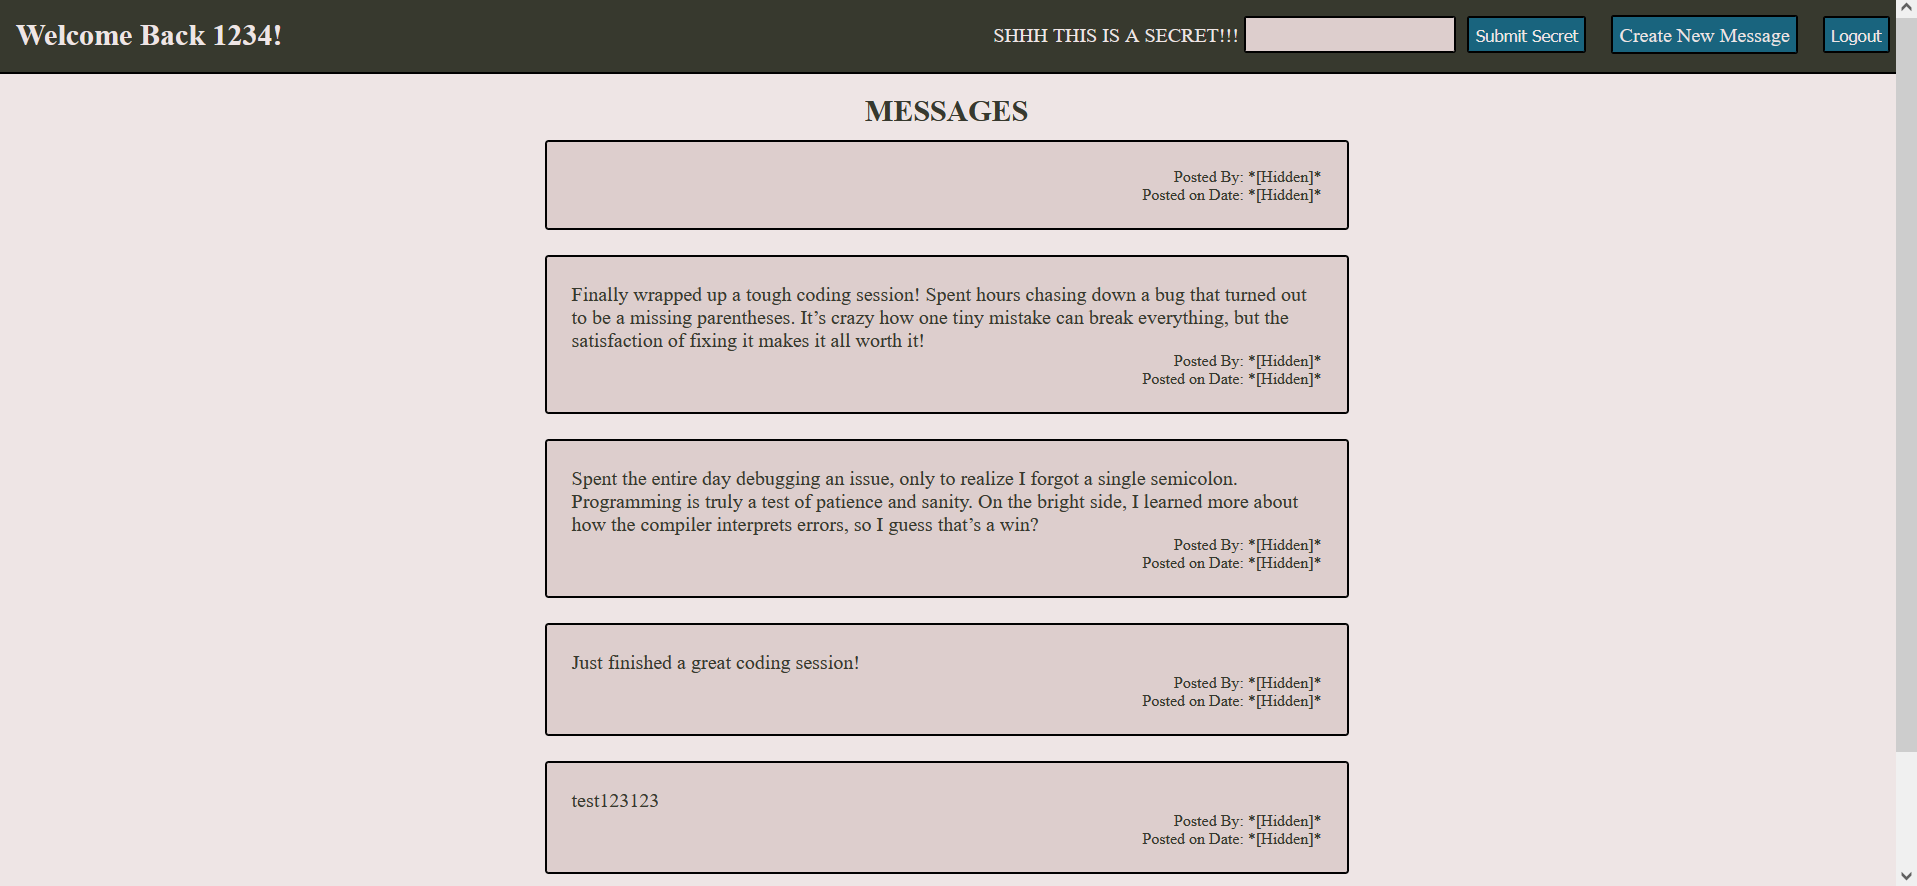 Welcome Back 1234!
SHHH THIS IS A SECRET!!!
Submit Secret
Create New Message
Logout
MESSAGES
Posted By: *[Hidden]*
Posted on Date: *[Hidden]*
Finally wrapped up a tough coding session! Spent hours chasing down a bug that turned out
to be a missing parentheses. It’s crazy how one tiny mistake can break everything, but the
satisfaction of fixing it makes it all worth it!
Posted By: *[Hidden]*
Posted on Date: *[Hidden]*
Spent the entire day debugging an issue, only to realize I forgot a single semicolon.
Programming is truly a test of patience and sanity. On the bright side, I learned more about
how the compiler interprets errors, so I guess that’s a win?
Posted By: *[Hidden]*
Posted on Date: *[Hidden]*
Just finished a great coding session!
Posted By: *[Hidden]*
Posted on Date: *[Hidden]*
test123123
Posted By: *[Hidden]*
Posted on Date: *[Hidden]*